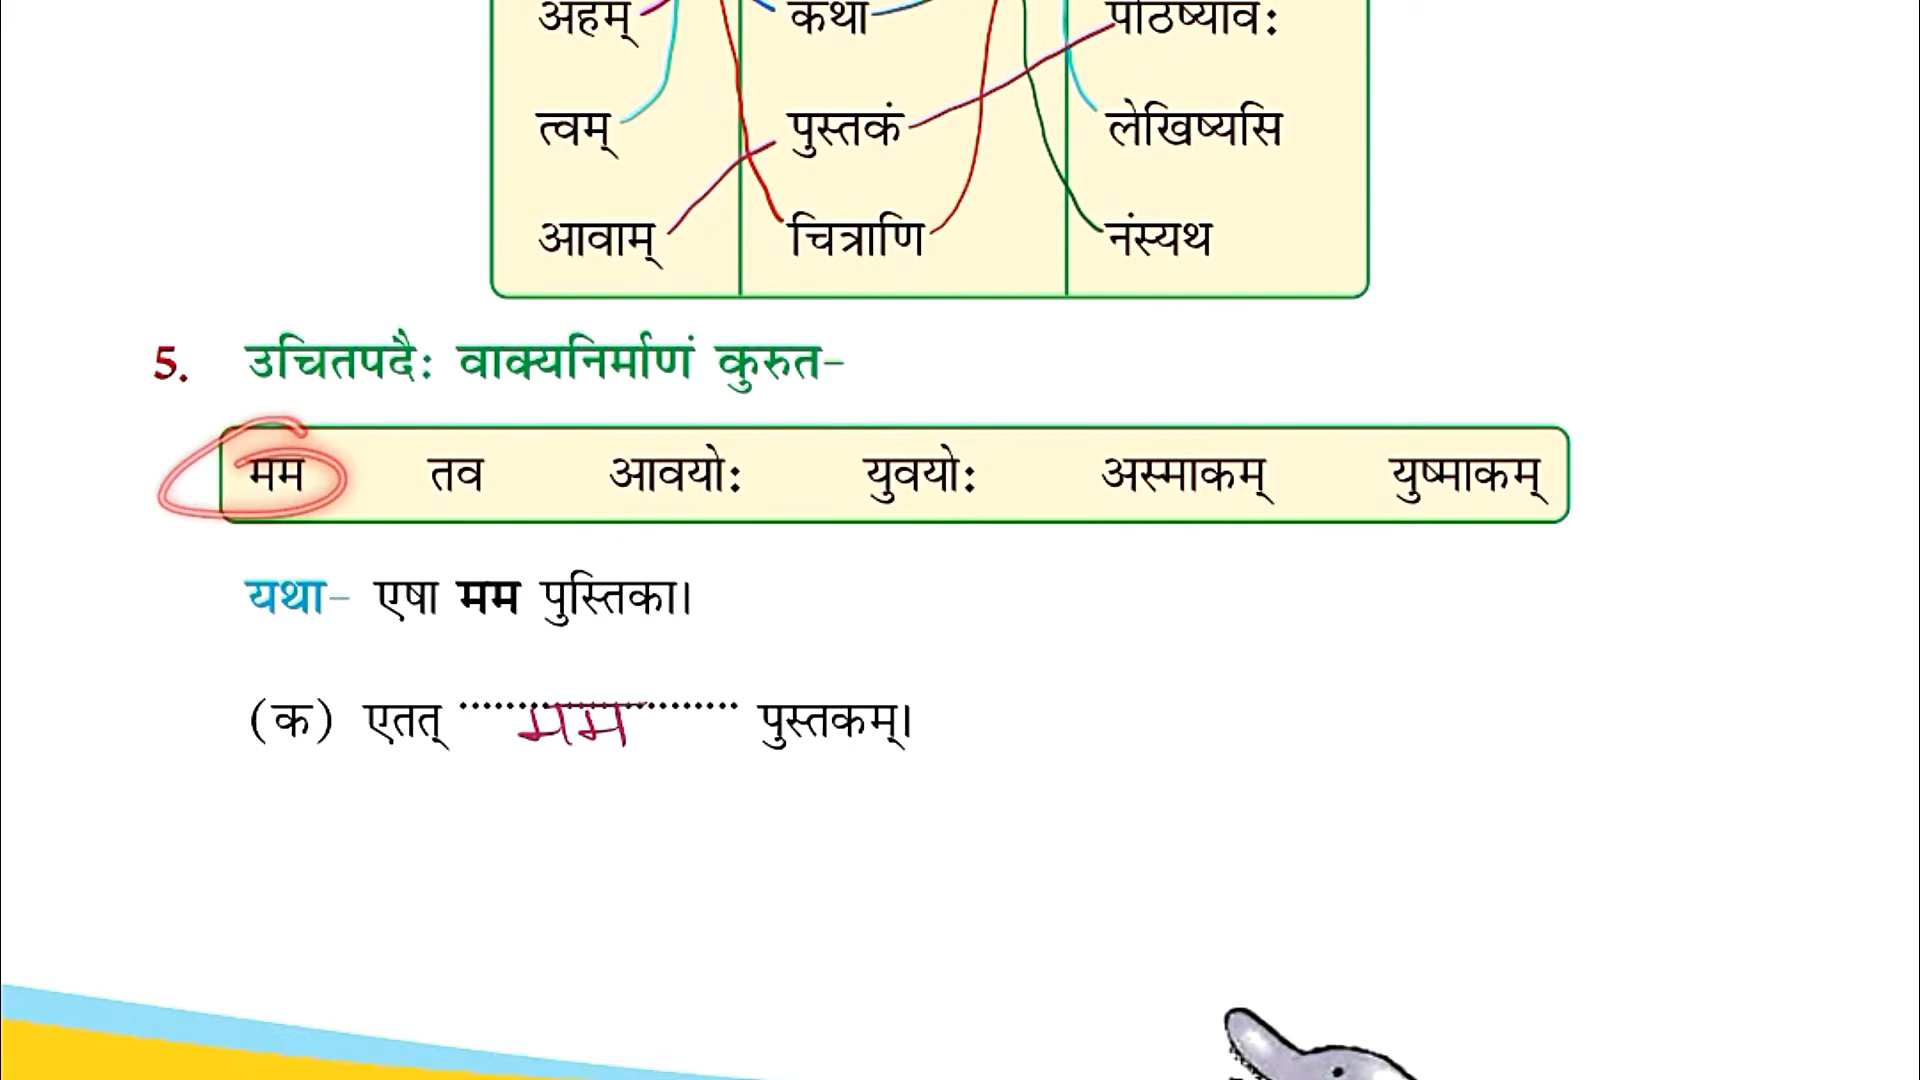 अहम् कथा पठिष्यावः
त्वम् पुस्तकं लेखिष्यसि
आवाम् चित्राणि नंस्यथ
5. उचितपदैः वाक्यनिर्माणं कुरुत-
मम तव आवयोः युवयोः अस्माकम् युष्माकम्
यथा- एषा मम पुस्तिका।
(क) एतत् .......... मम .......... पुस्तकम्।